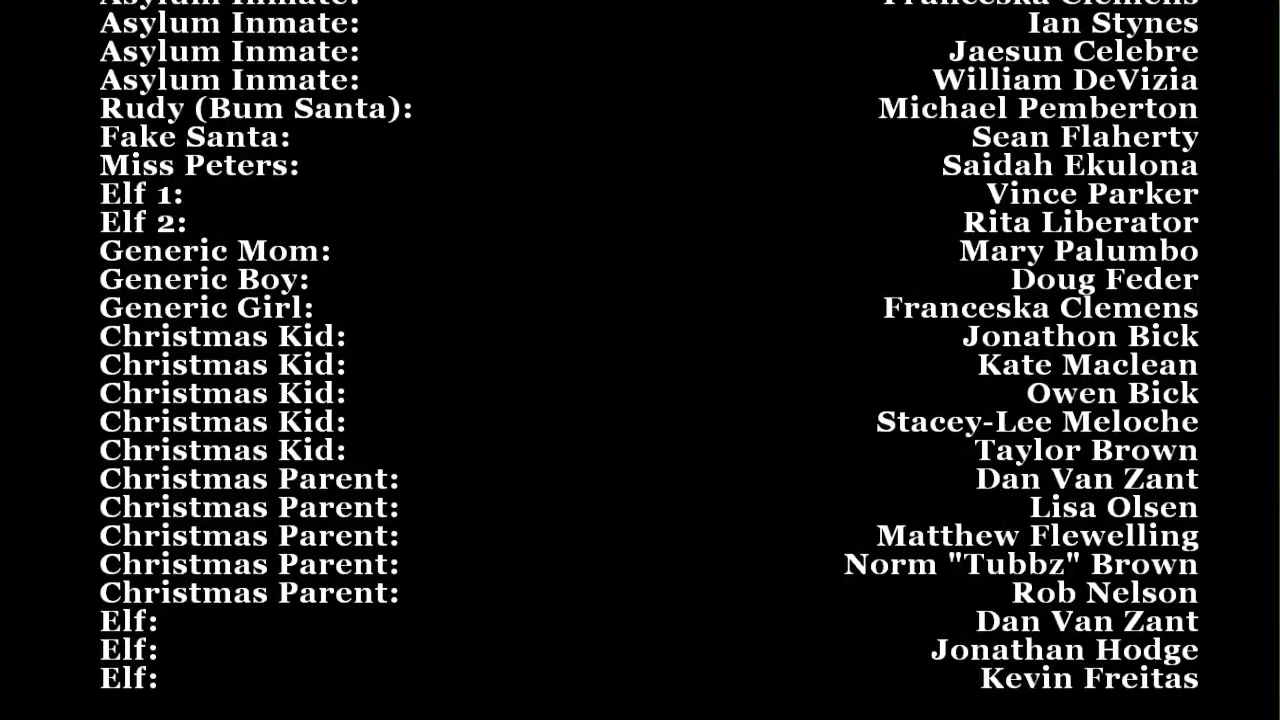 Asylum Inmate: Franceska Clemens
Asylum Inmate: Ian Stynes
Asylum Inmate: Jaesun Celebre
Asylum Inmate: William DeVizia
Rudy (Bum Santa): Michael Pemberton
Fake Santa: Sean Flaherty
Miss Peters: Saidah Ekulona
Elf 1: Vince Parker
Elf 2: Rita Liberator
Generic Mom: Mary Palumbo
Generic Boy: Doug Feder
Generic Girl: Franceska Clemens
Christmas Kid: Jonathon Bick
Christmas Kid: Kate Maclean
Christmas Kid: Owen Bick
Christmas Kid: Stacey-Lee Meloche
Christmas Kid: Taylor Brown
Christmas Parent: Dan Van Zant
Christmas Parent: Lisa Olsen
Christmas Parent: Matthew Flewelling
Christmas Parent: Norm "Tubbz" Brown
Christmas Parent: Rob Nelson
Elf: Dan Van Zant
Elf: Jonathan Hodge
Elf: Kevin Freitas